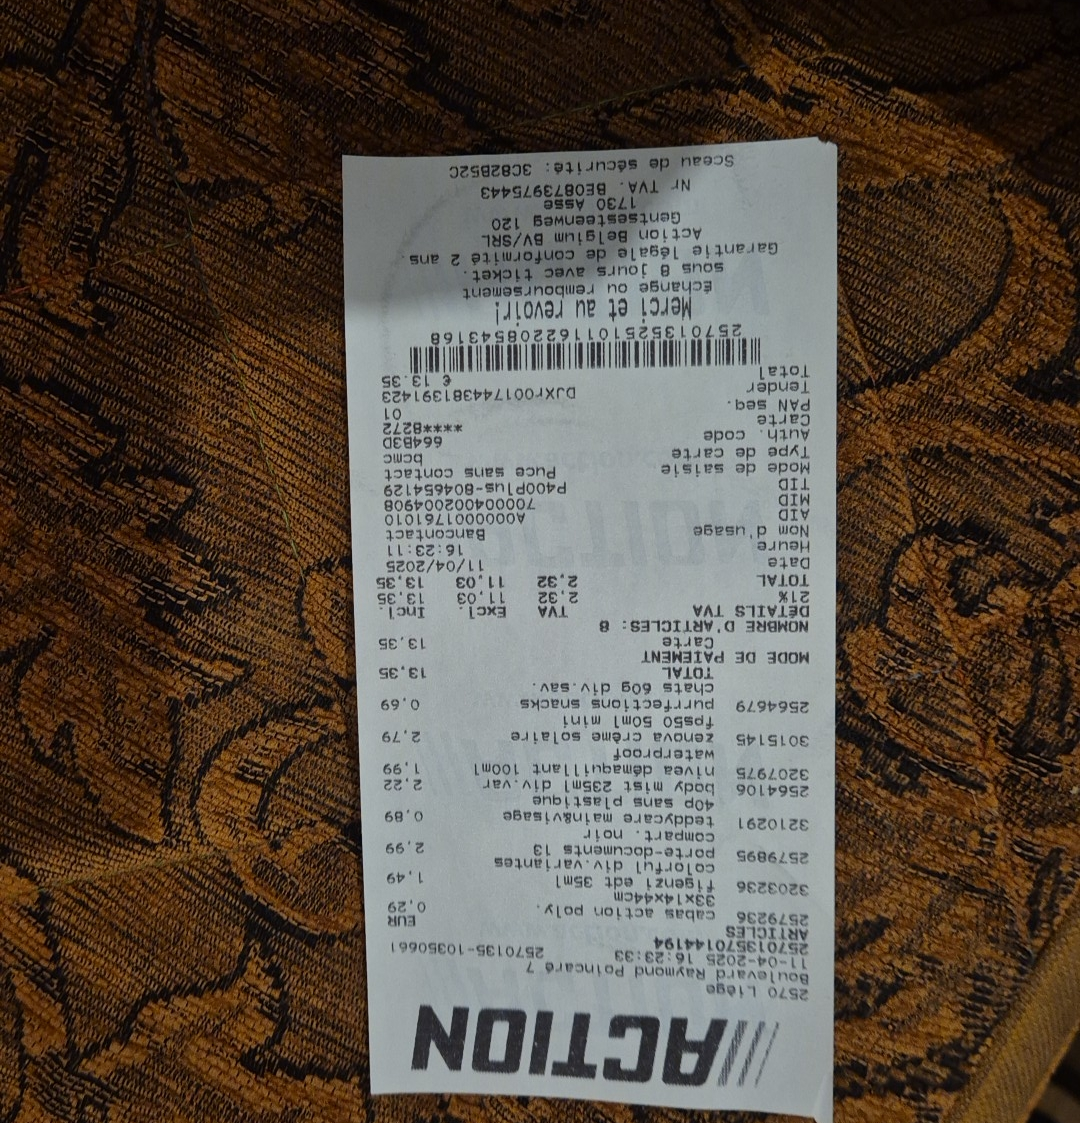 ACTION
2570 Liège
Boulevard Raymond Poincaré 7
11-04-2025 16:23:33 2570135-10350661
257013570144194
ARTICLES EUR
2579236 cabas action poly. 0,29
33x14x44cm
3203236 figenzi edt 35ml 1,49
colorful div.variantes
2579895 porte-documents 13 2,99
compart. noir
3210291 teddycare main&visage 0,89
40p sans plastique
2564106 body mist 235ml div.var 2,22
3207975 nivea démaquillant 100ml 1,99
waterproof
3015145 zenova crème solaire 2,79
fps50 50ml mini
2564679 purrfections snacks 0,69
chats 60g div.sav.
TOTAL 13,35
MODE DE PAIEMENT
Carte 13,35
NOMBRE D'ARTICLES: 8
DÉTAILS TVA TVA Excl. Incl.
21% 2,32 11,03 13,35
TOTAL 2,32 11,03 13,35
Date 11/04/2025
Heure 16:23:11
Nom d'usage Bancontact
AID A0000001761010
MID 700004002004908
TID P400Plus-80465412 9
Mode de saisie Puce sans contact
Type de carte bcmc
Auth. code 664B3D
Carte ****8272
PAN seq. 01
Tender DJXr001744381391423
Total € 13.35
257013525101162208543168
Merci et au revoir!
Échange ou remboursement
sous 8 jours avec ticket.
Garantie légale de conformité 2 ans.
Action Belgium BV/SRL
Gentsesteenweg 120
1730 Asse
Nr TVA. BE0873975443
Sceau de sécurité: 3C82B52C